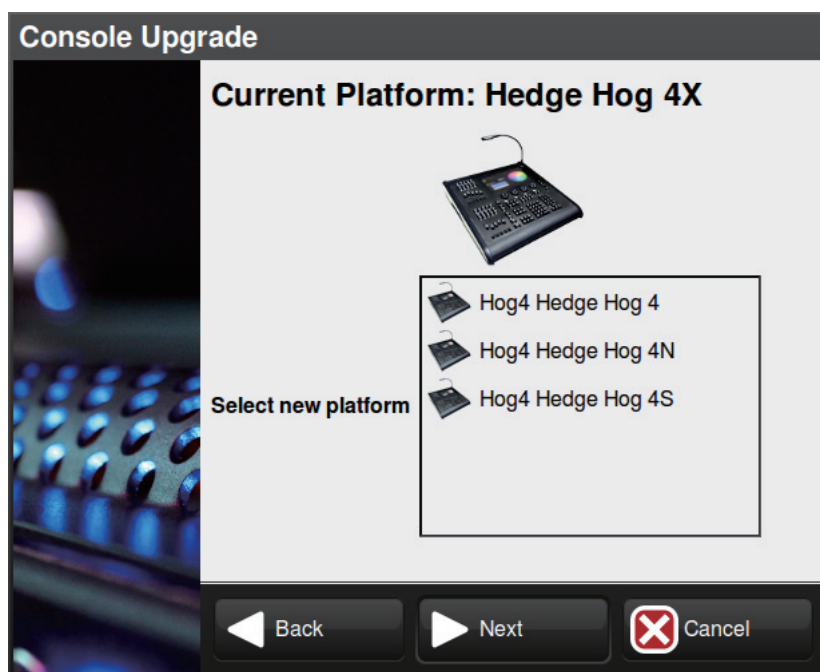 Console Upgrade
Current Platform: Hedge Hog 4X
Hog4 Hedge Hog 4
Hog4 Hedge Hog 4N
Select new platform
Hog4 Hedge Hog 4S
Back
Next
Cancel